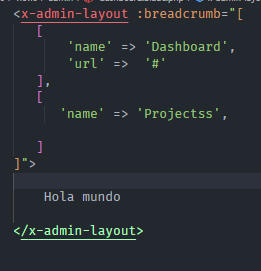 <x-admin-layout :breadcrumb="[
    [
        'name' => 'Dashboard',
        'url' =>  '#'
    ],
    [
       'name' => 'Projectss',

    ]
]">

    Hola mundo

</x-admin-layout>